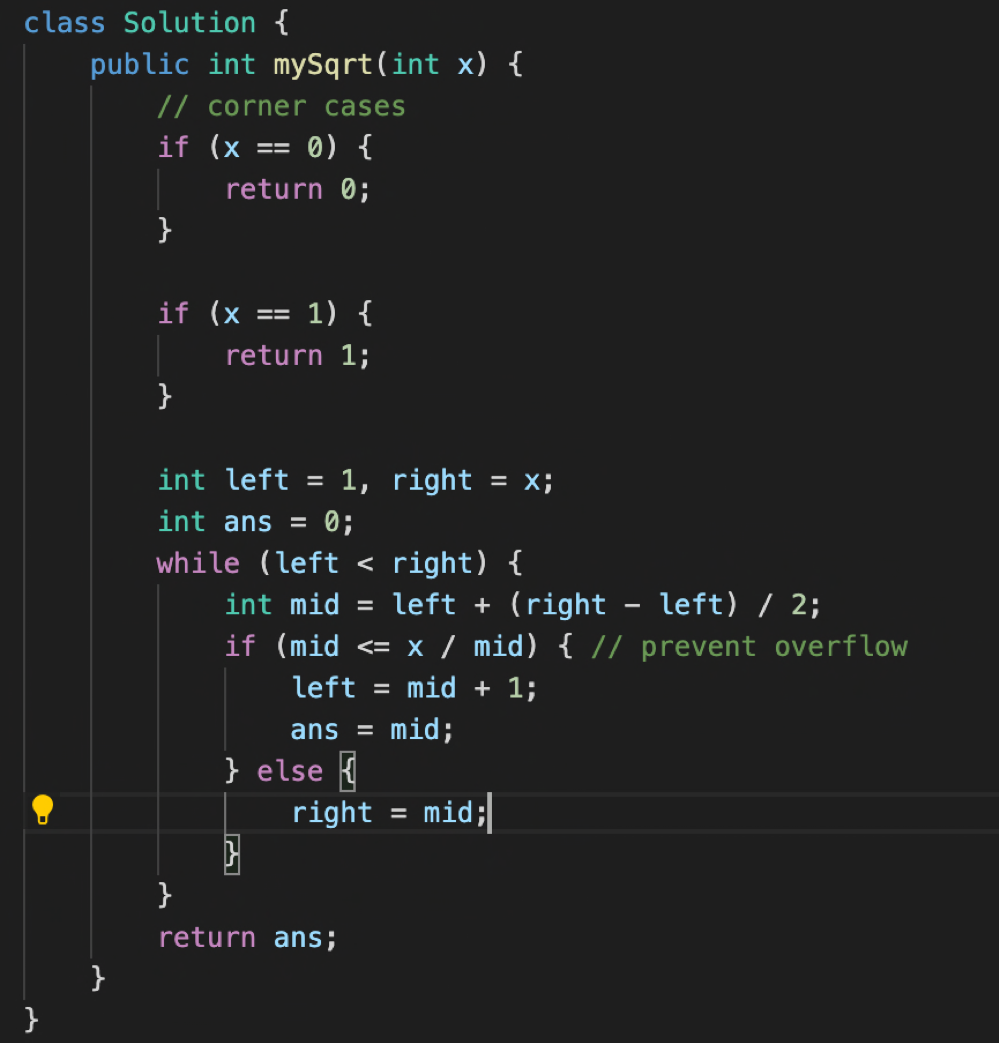 class Solution {
    public int mySqrt(int x) {
        // corner cases
        if (x == 0) {
            return 0;
        }

        if (x == 1) {
            return 1;
        }

        int left = 1, right = x;
        int ans = 0;
        while (left < right) {
            int mid = left + (right - left) / 2;
            if (mid <= x / mid) { // prevent overflow
                left = mid + 1;
                ans = mid;
            } else {
                right = mid;
            }
        }
        return ans;
    }
}